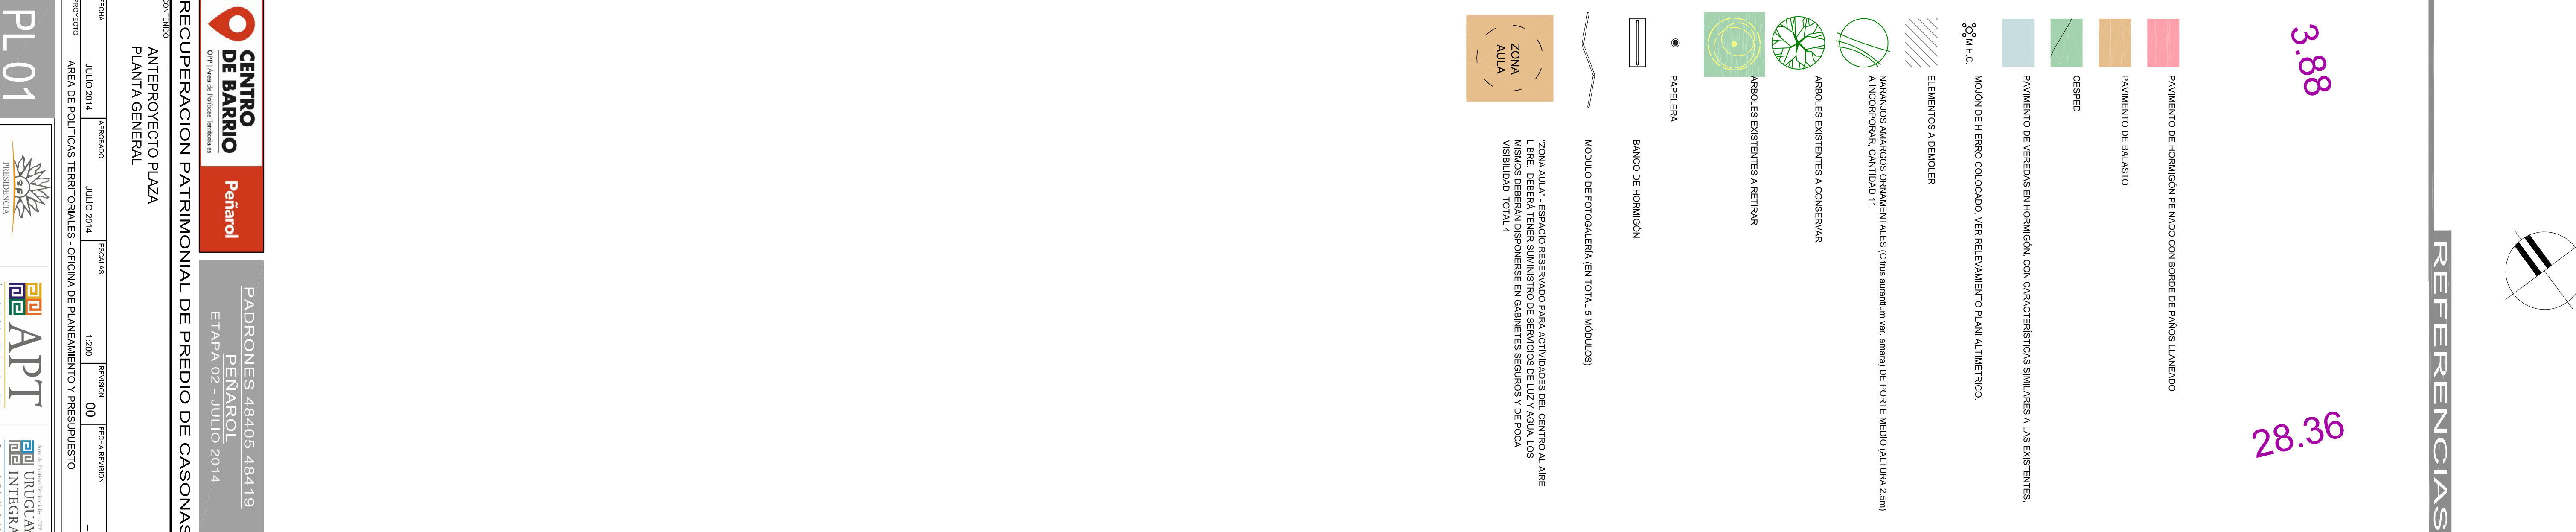 REFERENCIAS
3.88
28.36
PAVIMENTO DE HORMIGÓN PEINADO CON BORDE DE PAÑOS LLANEADO
PAVIMENTO DE BALASTO
CESPED
PAVIMENTO DE VEREDAS EN HORMIGÓN, CON CARACTERÍSTICAS SIMILARES A LAS EXISTENTES.
M.H.C.
MOJÓN DE HIERRO COLOCADO, VER RELEVAMIENTO PLANI ALTIMÉTRICO.
ELEMENTOS A DEMOLER
NARANJOS AMARGOS ORNAMENTALES (Citrus aurantium var. amara) DE PORTE MEDIO (ALTURA 2.5m)
A INCORPORAR, CANTIDAD 11.
ARBOLES EXISTENTES A CONSERVAR
ARBOLES EXISTENTES A RETIRAR
PAPELERA
BANCO DE HORMIGÓN
MODULO DE FOTOGALERÍA (EN TOTAL 5 MÓDULOS)
ZONA
AULA
"ZONA AULA" - ESPACIO RESERVADO PARA ACTIVIDADES DEL CENTRO AL AIRE
LIBRE, DEBERÁ TENER SUMINISTRO DE SERVICIOS DE LUZ Y AGUA. LOS
MISMOS DEBERÁN DISPONERSE EN GABINETES SEGUROS Y DE POCA
VISIBILIDAD. TOTAL 4
CENTRO
DE BARRIO
OPP | Área de Políticas Territoriales
Peñarol
PADRONES 48405 48419
PEÑAROL
ETAPA 02 - JULIO 2014
RECUPERACION PATRIMONIAL DE PREDIO DE CASONAS
CONTENIDO
ANTEPROYECTO PLAZA
PLANTA GENERAL
FECHA
JULIO 2014
APROBADO
JULIO 2014
ESCALAS
1:200
REVISION
00
FECHA REVISION
--
PROYECTO
AREA DE POLITICAS TERRITORIALES - OFICINA DE PLANEAMIENTO Y PRESUPUESTO
PL 01
PRESIDENCIA
APT
Área de Políticas Territoriales - OPP
URUGUAY
INTEGRA